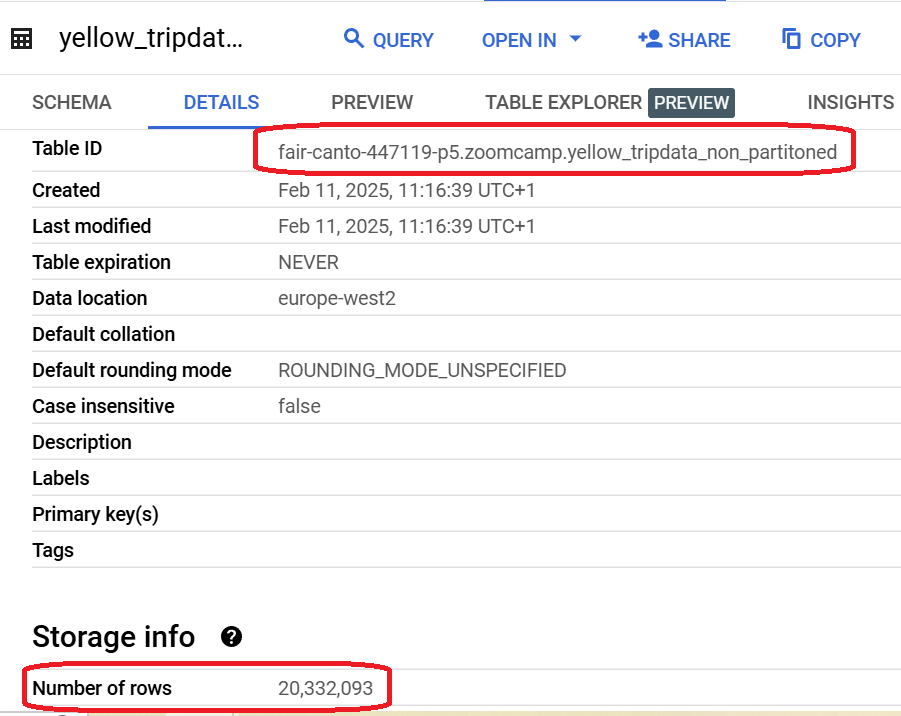 yellow_tripdat... QUERY OPEN IN SHARE COPY
SCHEMA DETAILS PREVIEW TABLE EXPLORER PREVIEW INSIGHTS
Table ID fair-canto-447119-p5.zoomcamp.yellow_tripdata_non_partitoned
Created Feb 11, 2025, 11:16:39 UTC+1
Last modified Feb 11, 2025, 11:16:39 UTC+1
Table expiration NEVER
Data location europe-west2
Default collation
Default rounding mode ROUNDING_MODE_UNSPECIFIED
Case insensitive false
Description
Labels
Primary key(s)
Tags
Storage info ?
Number of rows 20,332,093